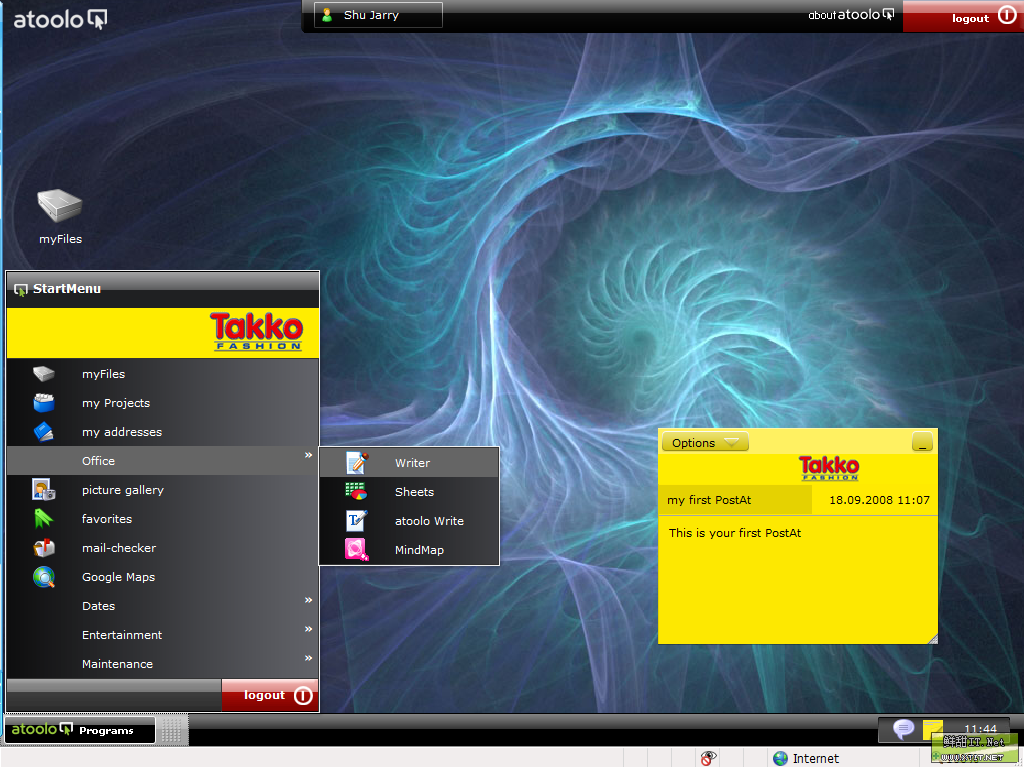 atoolo
Shu Jarry
about atoolo
logout
myFiles
StartMenu
Takko
FASHION
myFiles
my Projects
my addresses
Office »
picture gallery
favorites
mail-checker
Google Maps
Dates »
Entertainment »
Maintenance »
logout
Writer
Sheets
atoolo Write
MindMap
Options
Takko
FASHION
my first PostAt 18.09.2008 11:07
This is your first PostAt
atoolo Programs
11:44
鲜甜IT.Net
Internet